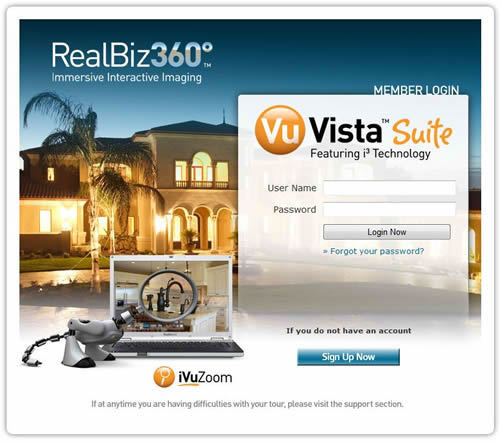 RealBiz360°™
Immersive Interactive Imaging
MEMBER LOGIN
Vu Vista™ Suite
Featuring i³ Technology
User Name
Password
Login Now
» Forgot your password?
If you do not have an account
Sign Up Now
iVuZoom
If at anytime you are having difficulties with your tour, please visit the support section.